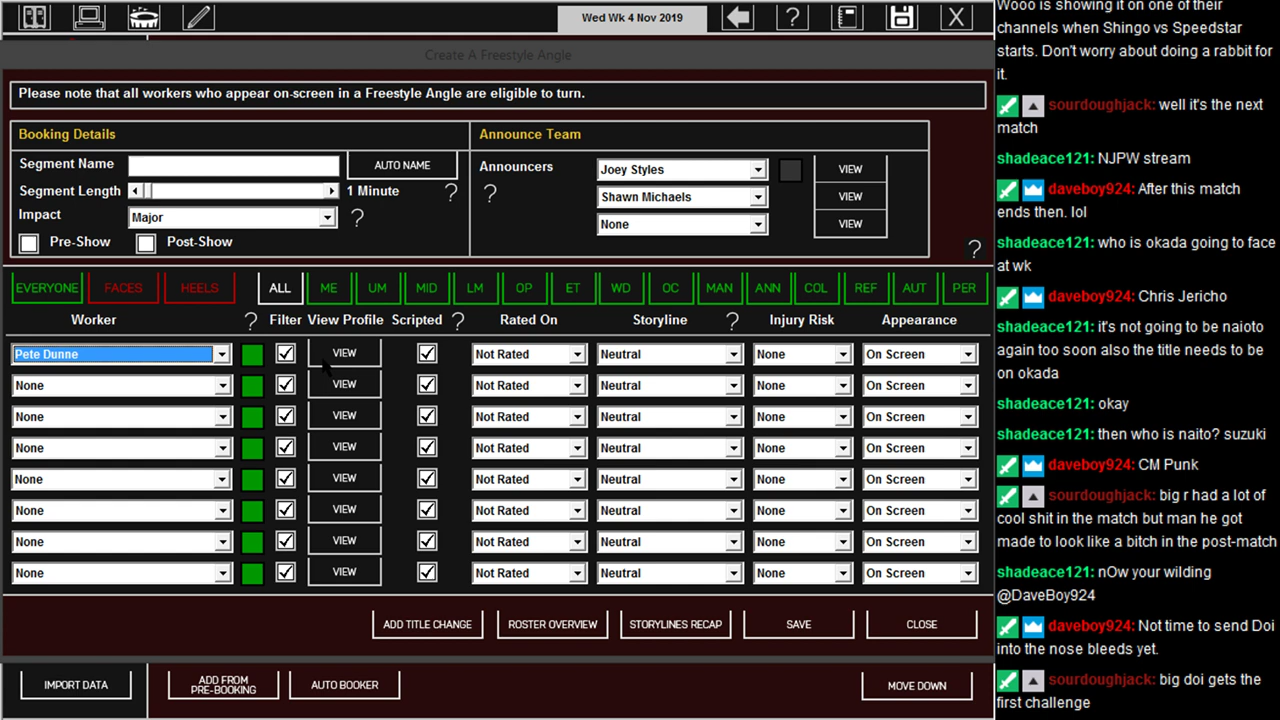 Wed Wk 4 Nov 2019
?
X
Create A Freestyle Angle
Please note that all workers who appear on-screen in a Freestyle Angle are eligible to turn.
Booking Details
Segment Name
AUTO NAME
Segment Length
1 Minute
?
Impact
Major
?
Pre-Show
Post-Show
Announce Team
Announcers
?
Joey Styles
VIEW
Shawn Michaels
VIEW
None
VIEW
?
EVERYONE FACES HEELS ALL ME UM MID LM OP ET WD OC MAN ANN COL REF AUT PER
Worker ? Filter View Profile Scripted ? Rated On Storyline ? Injury Risk Appearance
Pete Dunne VIEW Not Rated Neutral None On Screen
None VIEW Not Rated Neutral None On Screen
None VIEW Not Rated Neutral None On Screen
None VIEW Not Rated Neutral None On Screen
None VIEW Not Rated Neutral None On Screen
None VIEW Not Rated Neutral None On Screen
None VIEW Not Rated Neutral None On Screen
None VIEW Not Rated Neutral None On Screen
ADD TITLE CHANGE ROSTER OVERVIEW STORYLINES RECAP SAVE CLOSE
IMPORT DATA
ADD FROM
PRE-BOOKING
AUTO BOOKER
MOVE DOWN
Wooo is showing it on one of their
channels when Shingo vs Speedstar
starts. Don't worry about doing a rabbit for
it.
sourdoughjack: well it's the next
match
shadeace121: NJPW stream
daveboy924: After this match
ends then. lol
shadeace121: who is okada going to face
at wk
daveboy924: Chris Jericho
shadeace121: it's not going to be naioto
again too soon also the title needs to be
on okada
shadeace121: okay
shadeace121: then who is naito? suzuki
daveboy924: CM Punk
sourdoughjack: big r had a lot of
cool shit in the match but man he got
made to look like a bitch in the post-match
shadeace121: nOw your wilding
@DaveBoy924
daveboy924: Not time to send Doi
into the nose bleeds yet.
sourdoughjack: big doi gets the
first challenge